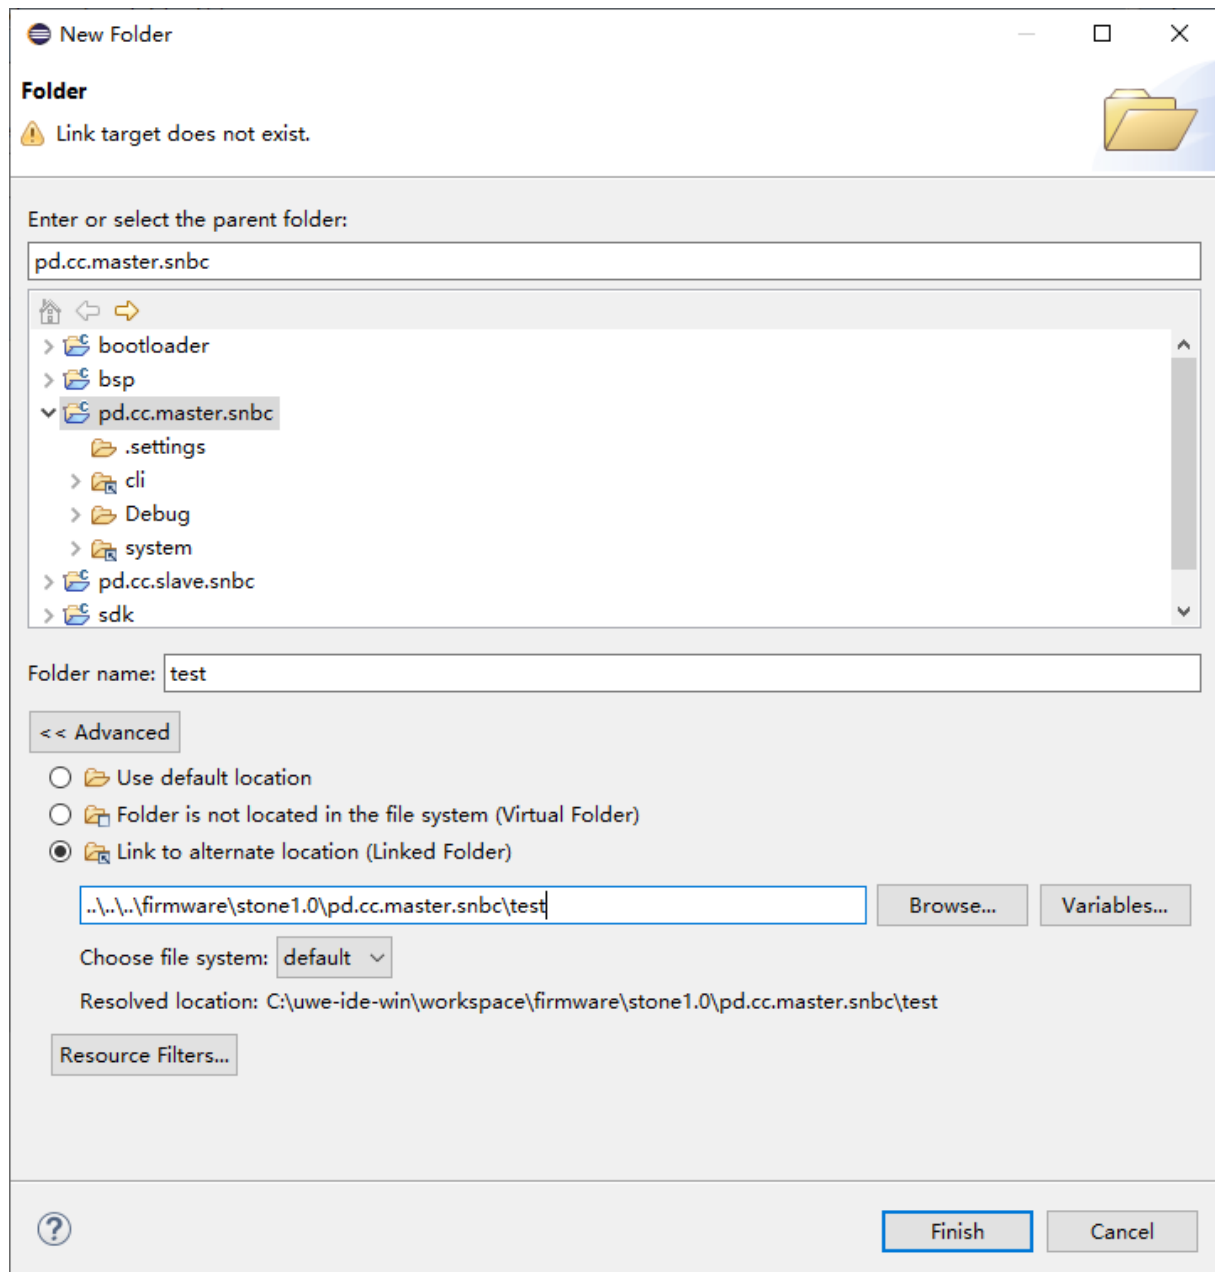 New Folder
Folder
Link target does not exist.
Enter or select the parent folder:
pd.cc.master.snbc
bootloader
bsp
pd.cc.master.snbc
.settings
cli
Debug
system
pd.cc.slave.snbc
sdk
Folder name: test
<< Advanced
Use default location
Folder is not located in the file system (Virtual Folder)
Link to alternate location (Linked Folder)
..\..\..\firmware\stone1.0\pd.cc.master.snbc\test Browse... Variables...
Choose file system: default
Resolved location: C:\uwe-ide-win\workspace\firmware\stone1.0\pd.cc.master.snbc\test
Resource Filters...
Finish Cancel